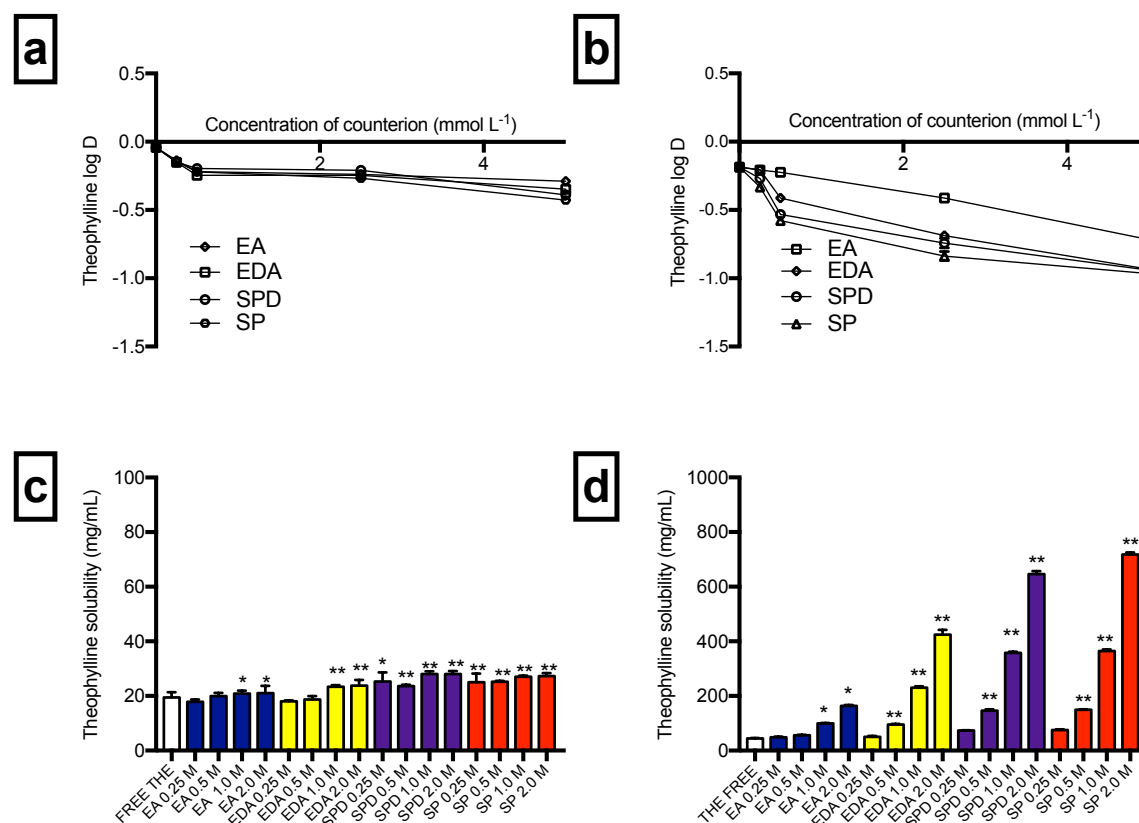 a
0.5
0.0
-0.5
-1.0
-1.5
Theophylline log D
Concentration of counterion (mmol L-1)
2
4
EA
EDA
SPD
SP
b
0.5
0.0
-0.5
-1.0
-1.5
Theophylline log D
Concentration of counterion (mmol L-1)
2
4
EA
EDA
SPD
SP
c
100
80
60
40
20
0
Theophylline solubility (mg/mL)
* * ** ** * ** ** ** ** ** ** **
FREE THE
EA 0.25 M
EA 0.5 M
EA 1.0 M
EA 2.0 M
EDA 0.25 M
EDA 0.5 M
EDA 1.0 M
EDA 2.0 M
SPD 0.25 M
SPD 0.5 M
SPD 1.0 M
SPD 2.0 M
SP 0.25 M
SP 0.5 M
SP 1.0 M
SP 2.0 M
d
1000
800
600
400
200
0
Theophylline solubility (mg/mL)
* * ** ** ** ** ** ** ** ** **
THE FREE
EA 0.25 M
EA 0.5 M
EA 1.0 M
EA 2.0 M
EDA 0.25 M
EDA 0.5 M
EDA 1.0 M
EDA 2.0 M
SPD 0.25 M
SPD 0.5 M
SPD 1.0 M
SPD 2.0 M
SP 0.25 M
SP 0.5 M
SP 1.0 M
SP 2.0 M